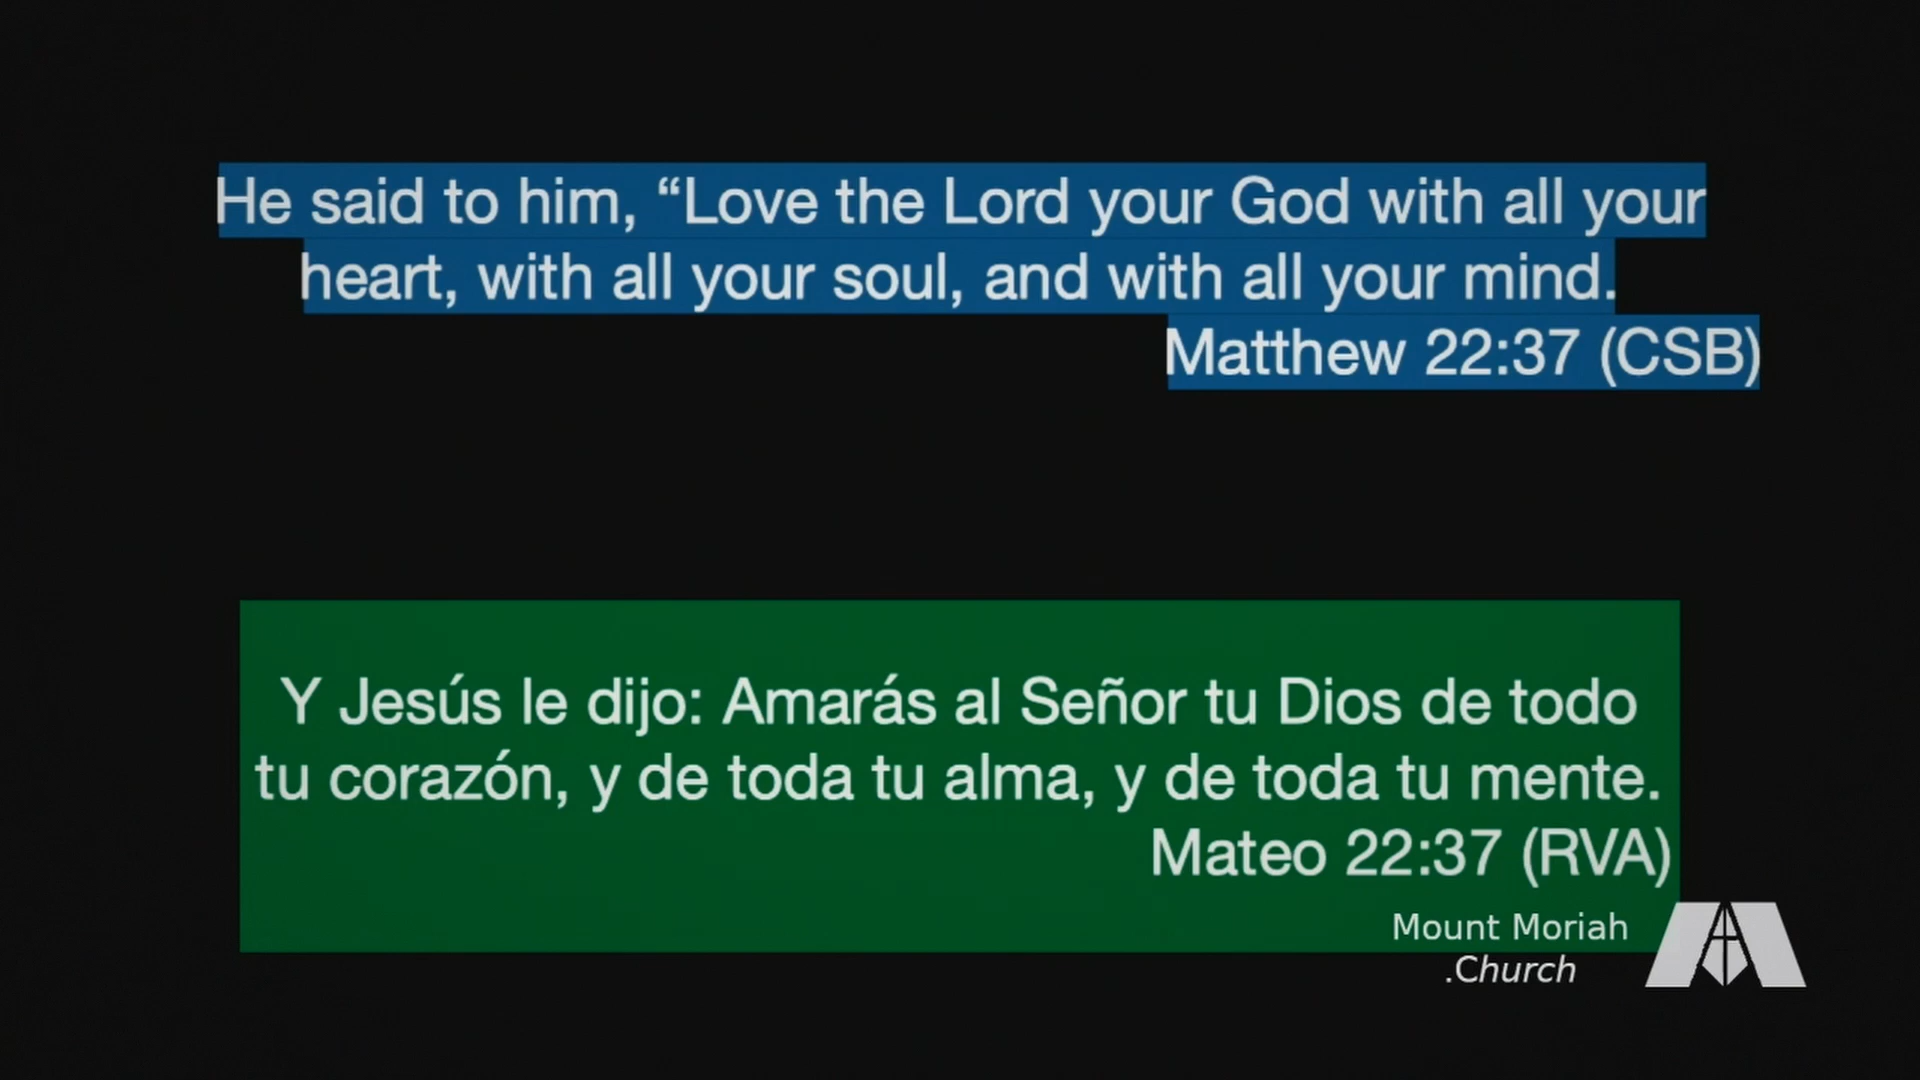 He said to him, “Love the Lord your God with all your
heart, with all your soul, and with all your mind.
Matthew 22:37 (CSB)
Y Jesús le dijo: Amarás al Señor tu Dios de todo
tu corazón, y de toda tu alma, y de toda tu mente.
Mateo 22:37 (RVA)
Mount Moriah
.Church